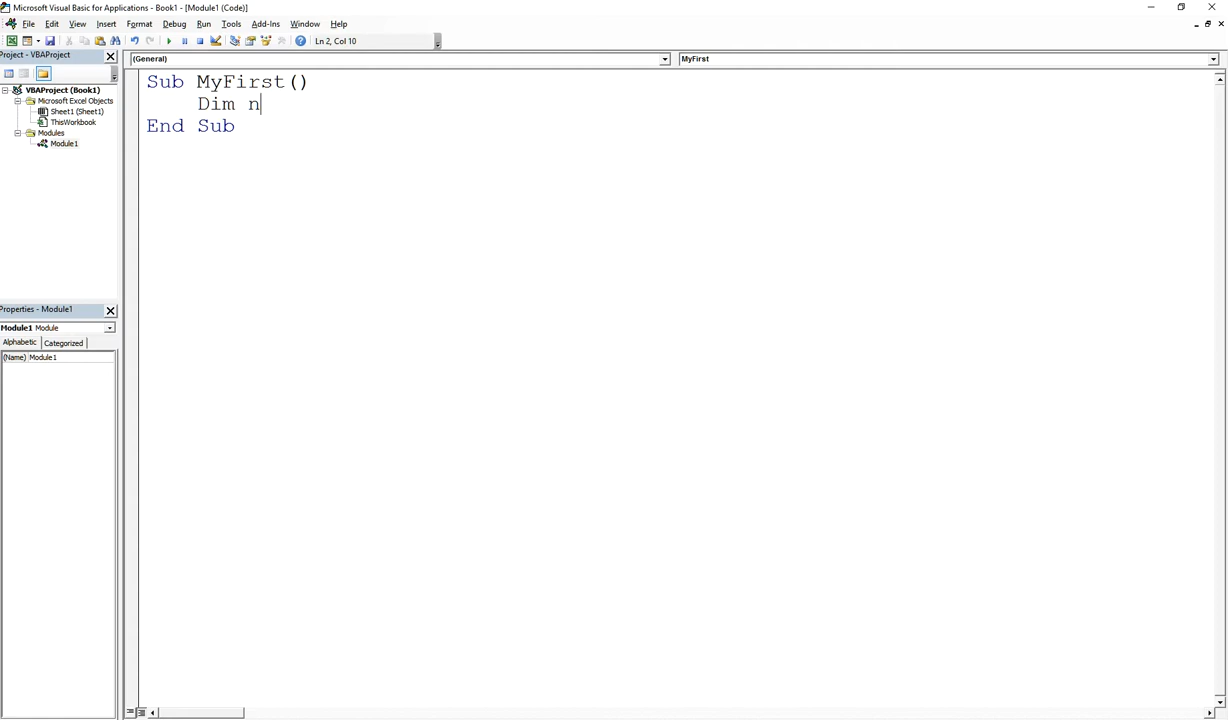 Microsoft Visual Basic for Applications - Book1 - [Module1 (Code)]
File Edit View Insert Format Debug Run Tools Add-Ins Window Help
Ln 2, Col 10
Project - VBAProject
(General)
MyFirst
VBAProject (Book1)
Microsoft Excel Objects
Sheet1 (Sheet1)
ThisWorkbook
Modules
Module1
Sub MyFirst()
Dim n
End Sub
Properties - Module1
Module1 Module
Alphabetic Categorized
(Name) Module1